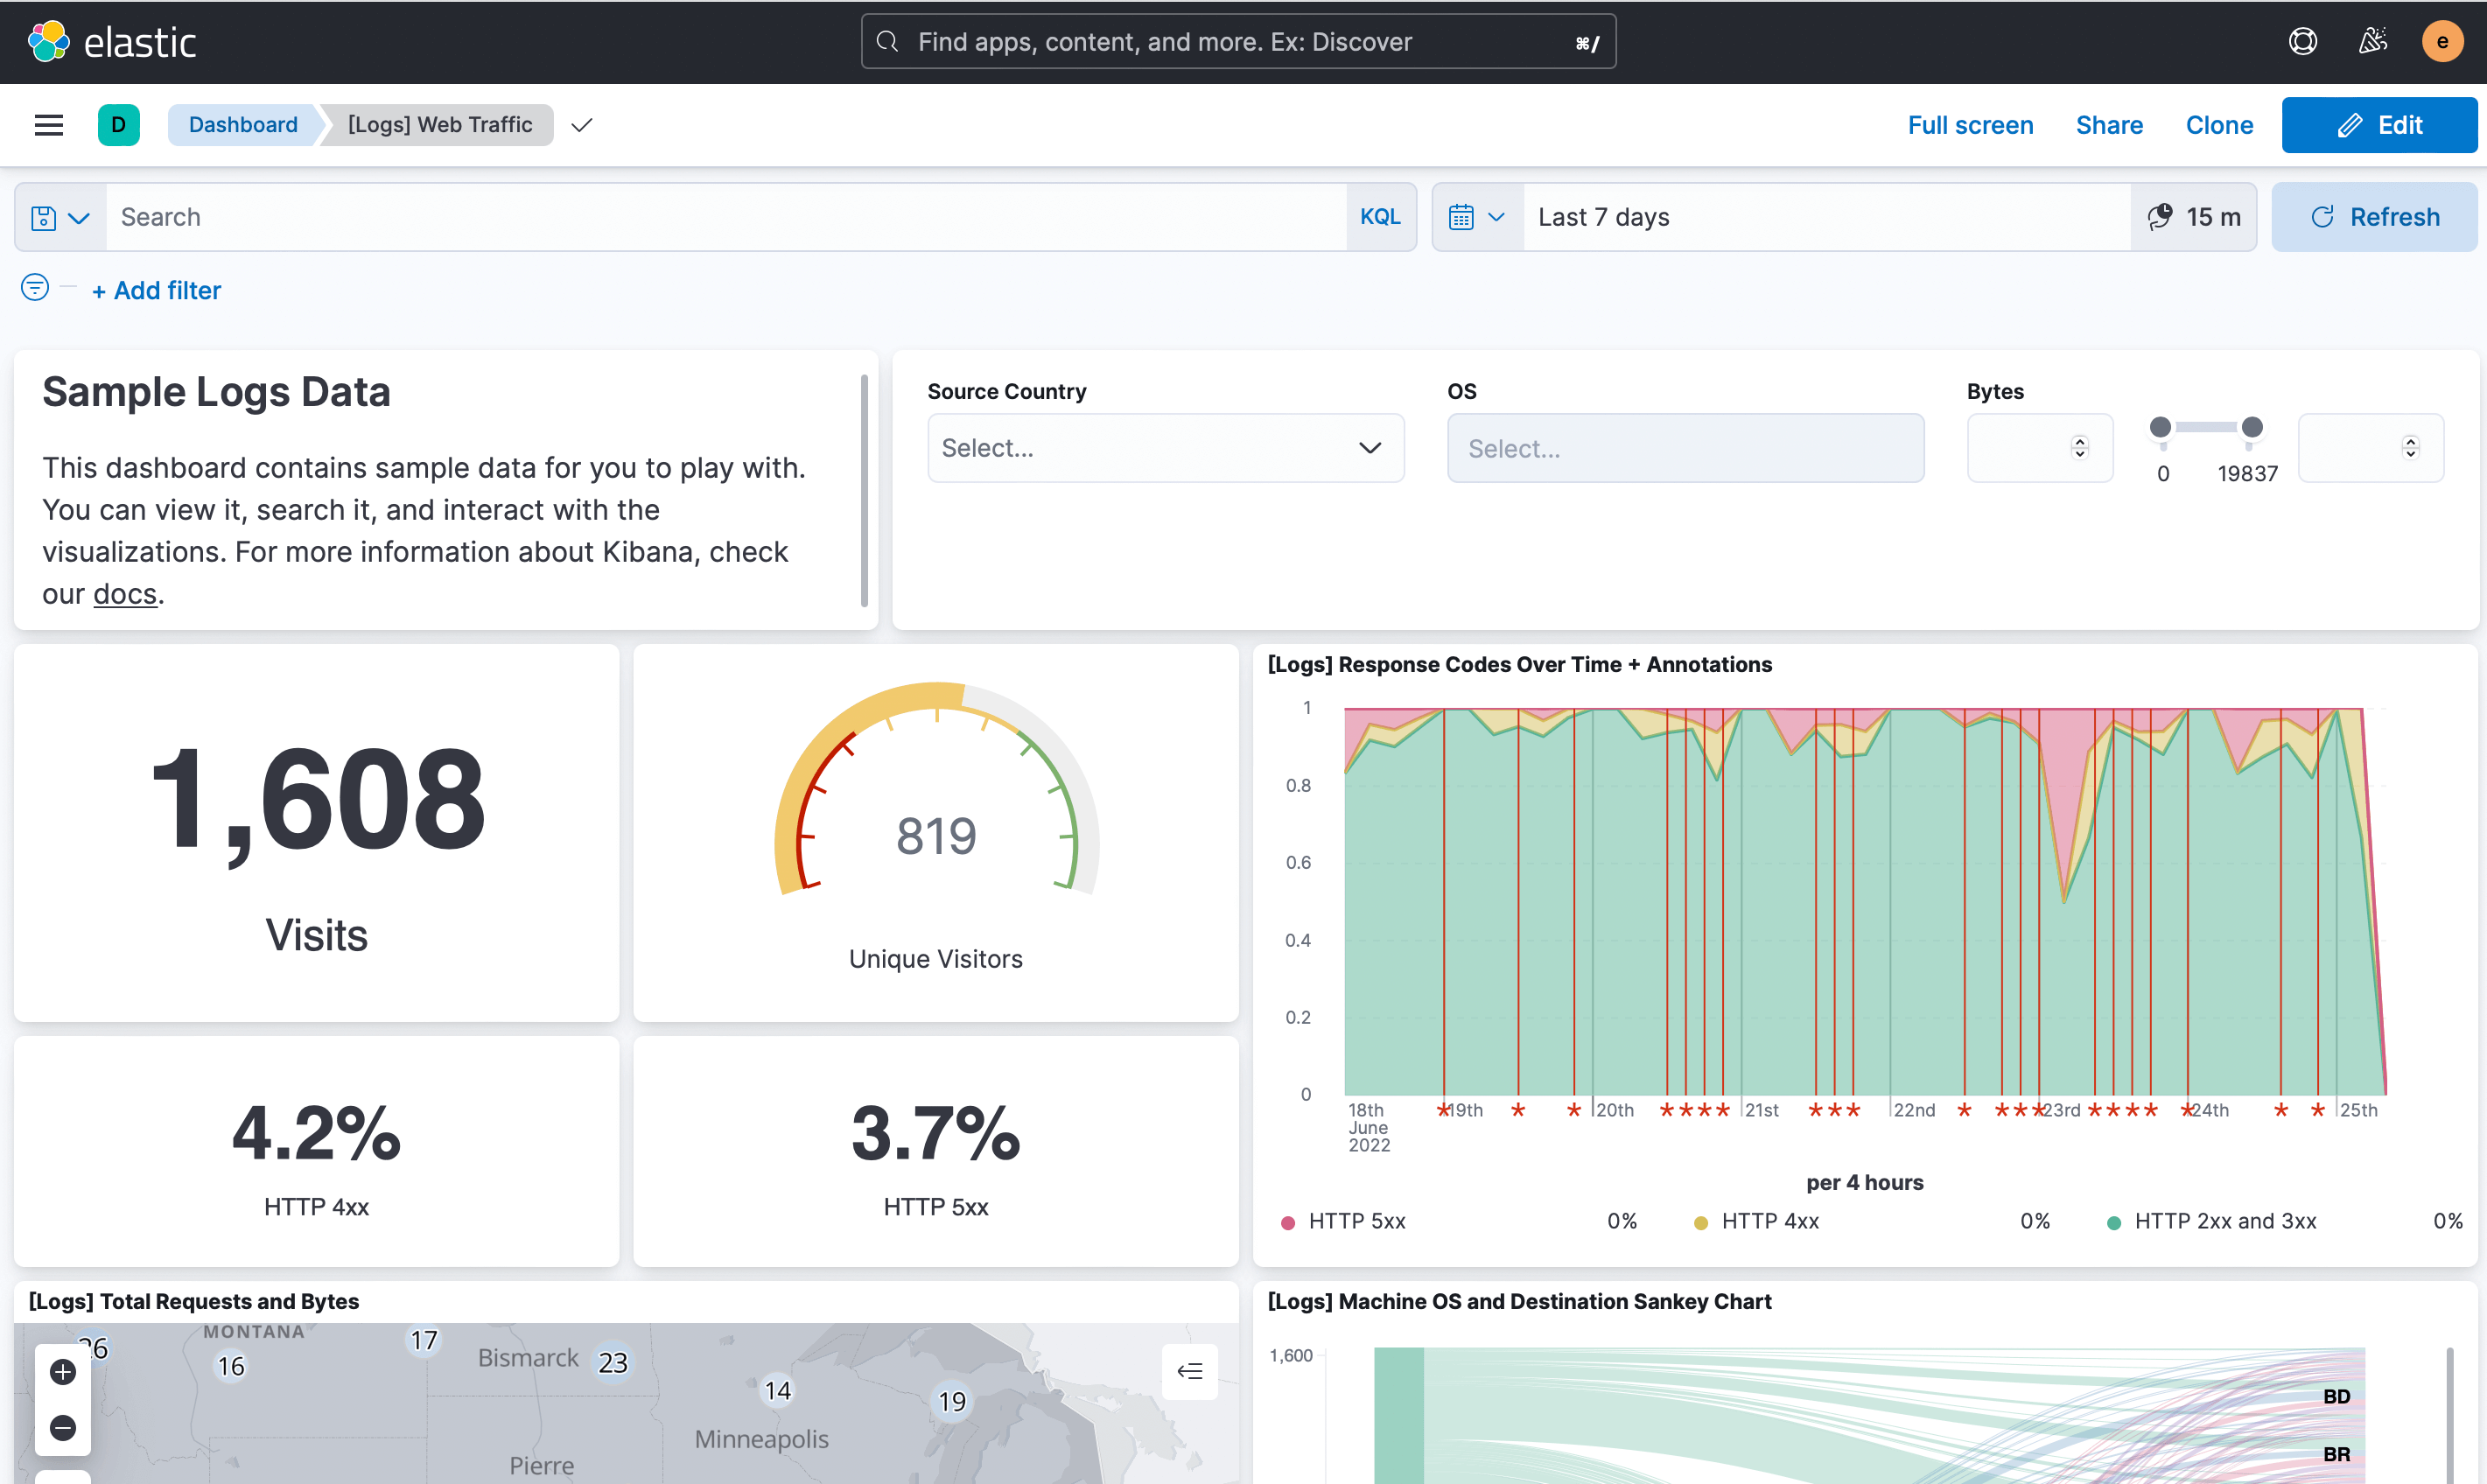 elastic
Find apps, content, and more. Ex: Discover
⌘/
e
D
Dashboard
[Logs] Web Traffic
Full screen
Share
Clone
Edit
Search
KQL
Last 7 days
15 m
Refresh
+ Add filter
Sample Logs Data
This dashboard contains sample data for you to play with.
You can view it, search it, and interact with the
visualizations. For more information about Kibana, check
our docs.
Source Country
Select...
OS
Select...
Bytes
0
19837
1,608
Visits
819
Unique Visitors
4.2%
HTTP 4xx
3.7%
HTTP 5xx
[Logs] Response Codes Over Time + Annotations
1
0.8
0.6
0.4
0.2
0
18th
June
2022
19th
20th
21st
22nd
23rd
24th
25th
per 4 hours
HTTP 5xx 0%
HTTP 4xx 0%
HTTP 2xx and 3xx 0%
[Logs] Total Requests and Bytes
MONTANA
26
16
17
Bismarck
23
14
19
Minneapolis
Pierre
[Logs] Machine OS and Destination Sankey Chart
1,600
BD
BR